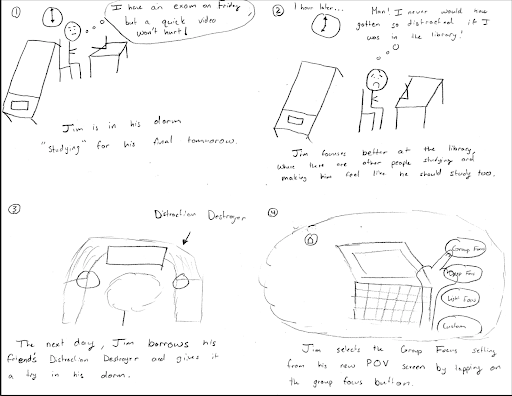 1
I have an exam on Friday
but a quick video
won't hurt!
Jim is in his dorm
"studying" for his final tomorrow.
2
1 hour later...
Man! I never would have
gotten so distracted if I
was in the library!
Jim focuses better at the library,
where there are other people studying and
making him feel like he should study too.
3
Distraction Destroyer
The next day, Jim borrows his
friend's Distraction Destroyer and gives it
a try in his dorm.
4
Group Focus
Deep Focus
Light Focus
Custom
Jim selects the Group Focus setting
from his new POV screen by tapping on
the group focus button.